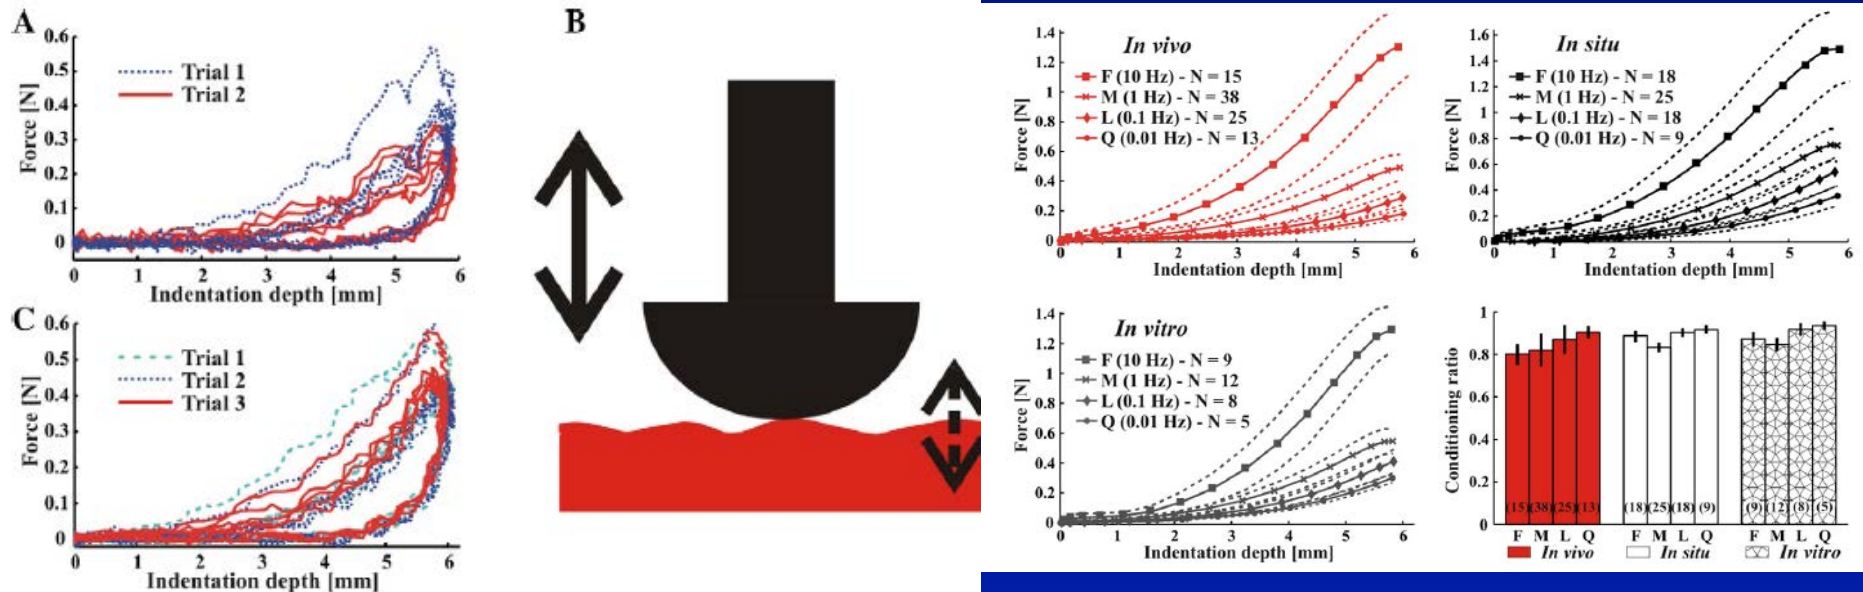 A
0.6
0.5
0.4
0.3
0.2
0.1
0
Force [N]
Trial 1
Trial 2
0 1 2 3 4 5 6
Indentation depth [mm]
B
C
0.6
0.5
0.4
0.3
0.2
0.1
0
Force [N]
Trial 1
Trial 2
Trial 3
0 1 2 3 4 5 6
Indentation depth [mm]
In vivo
1.4
1.2
1
0.8
0.6
0.4
0.2
0
Force [N]
F (10 Hz) - N = 15
M (1 Hz) - N = 38
L (0.1 Hz) - N = 25
Q (0.01 Hz) - N = 13
0 1 2 3 4 5 6
Indentation depth [mm]
In situ
1.6
1.4
1.2
1
0.8
0.6
0.4
0.2
0
Force [N]
F (10 Hz) - N = 18
M (1 Hz) - N = 25
L (0.1 Hz) - N = 18
Q (0.01 Hz) - N = 9
0 1 2 3 4 5 6
Indentation depth [mm]
In vitro
1.4
1.2
1
0.8
0.6
0.4
0.2
0
Force [N]
F (10 Hz) - N = 9
M (1 Hz) - N = 12
L (0.1 Hz) - N = 8
Q (0.01 Hz) - N = 5
0 1 2 3 4 5 6
Indentation depth [mm]
1
0.8
0.6
0.4
0.2
0
Conditioning ratio
(15) (38) (25) (13) (18) (25) (18) (9) (9) (12) (8) (5)
F M L Q F M L Q F M L Q
In vivo In situ In vitro